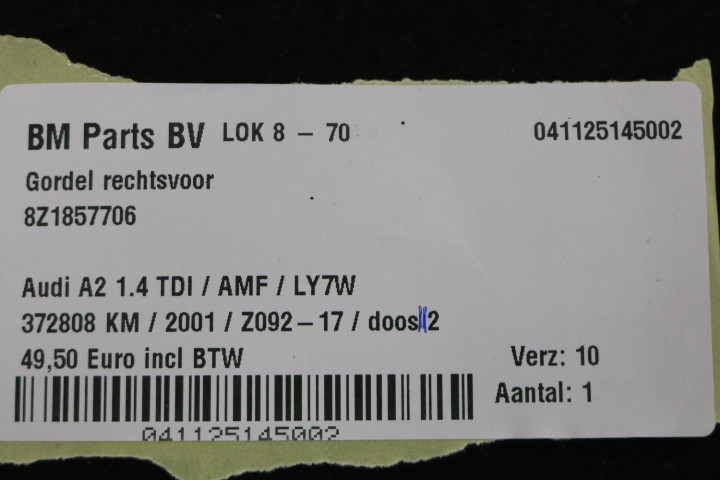 BM Parts BV LOK 8 – 70 041125145002
Gordel rechtsvoor
8Z1857706
Audi A2 1.4 TDI / AMF / LY7W
372808 KM / 2001 / Z092–17 / doos 2
49,50 Euro incl BTW Verz: 10
Aantal: 1
041125145002